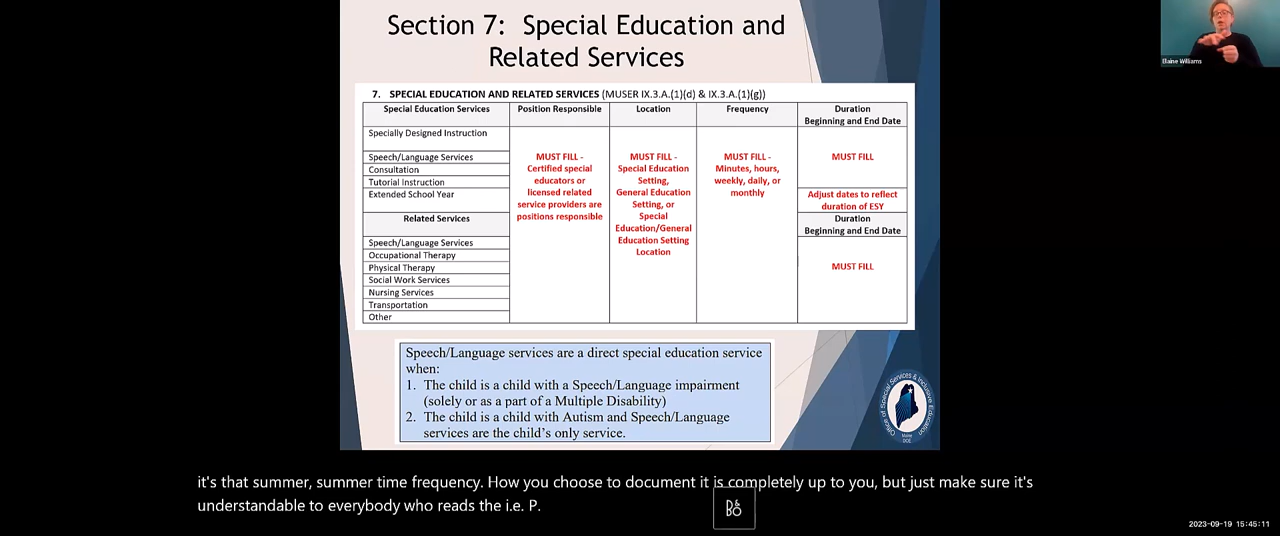 Section 7: Special Education and
Related Services
Elaine Williams
7. SPECIAL EDUCATION AND RELATED SERVICES (MUSER IX.3.A.(1)(d) & IX.3.A.(1)(g))
Special Education Services
Position Responsible
Location
Frequency
Duration
Beginning and End Date
Specially Designed Instruction
Speech/Language Services
Consultation
Tutorial Instruction
Extended School Year
MUST FILL -
Certified special
educators or
licensed related
service providers are
positions responsible
MUST FILL -
Special Education
Setting,
General Education
Setting, or
Special
Education/General
Education Setting
Location
MUST FILL -
Minutes, hours,
weekly, daily, or
monthly
MUST FILL
Adjust dates to reflect
duration of ESY
Related Services
Duration
Beginning and End Date
Speech/Language Services
Occupational Therapy
Physical Therapy
Social Work Services
Nursing Services
Transportation
Other
MUST FILL
Speech/Language services are a direct special education service
when:
1. The child is a child with a Speech/Language impairment
(solely or as a part of a Multiple Disability)
2. The child is a child with Autism and Speech/Language
services are the child's only service.
Office of Special Services & Inclusive Education
Maine
DOE
it's that summer, summer time frequency. How you choose to document it is completely up to you, but just make sure it's
understandable to everybody who reads the i.e. P.
B&O
2023-09-19 15:45:11